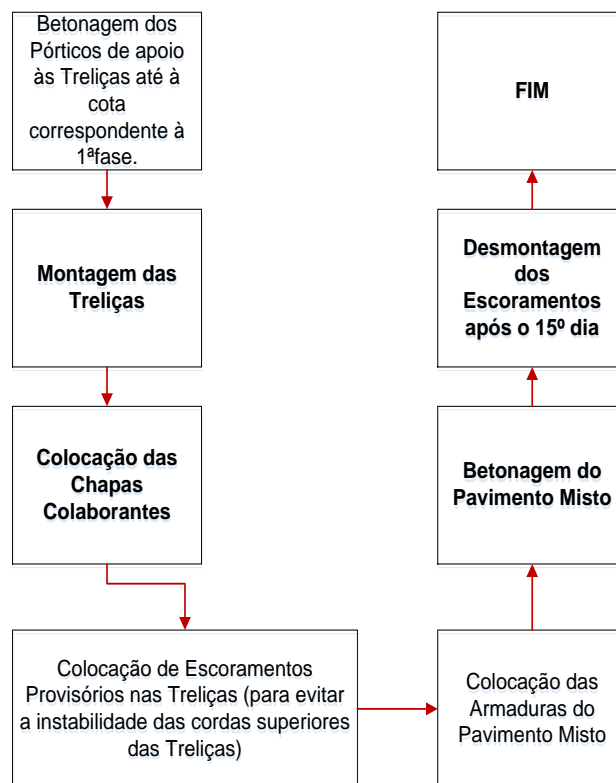 Betonagem dos
Pórticos de apoio
às Treliças até à
cota
correspondente à
1ªfase.
Montagem das
Treliças
Colocação das
Chapas
Colaborantes
Colocação de Escoramentos
Provisórios nas Treliças (para evitar
a instabilidade das cordas superiores
das Treliças)
Colocação das
Armaduras do
Pavimento Misto
Betonagem do
Pavimento Misto
Desmontagem
dos
Escoramentos
após o 15º dia
FIM